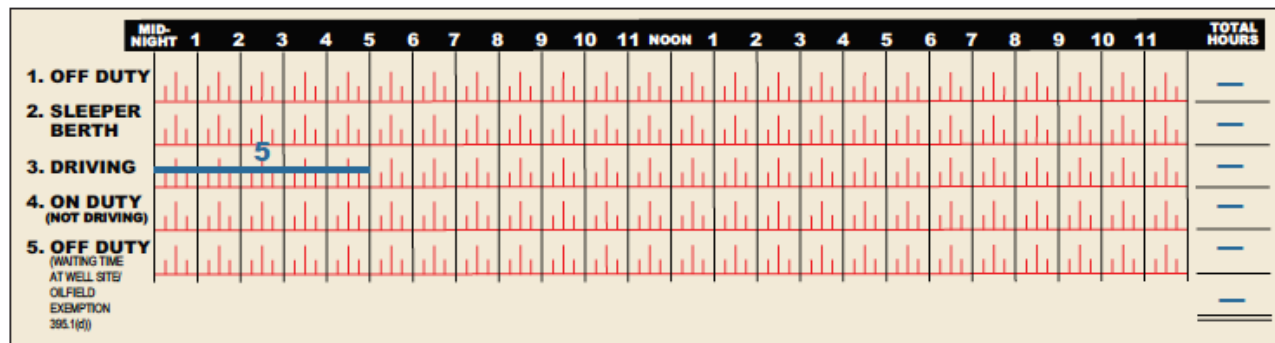 MID-
NIGHT 1 2 3 4 5 6 7 8 9 10 11 NOON 1 2 3 4 5 6 7 8 9 10 11 TOTAL
HOURS
1. OFF DUTY —
2. SLEEPER
BERTH —
5
3. DRIVING —
4. ON DUTY
(NOT DRIVING) —
5. OFF DUTY —
(WAITING TIME
AT WELL SITE/
OILFIELD
EXEMPTION —
395.1(d))